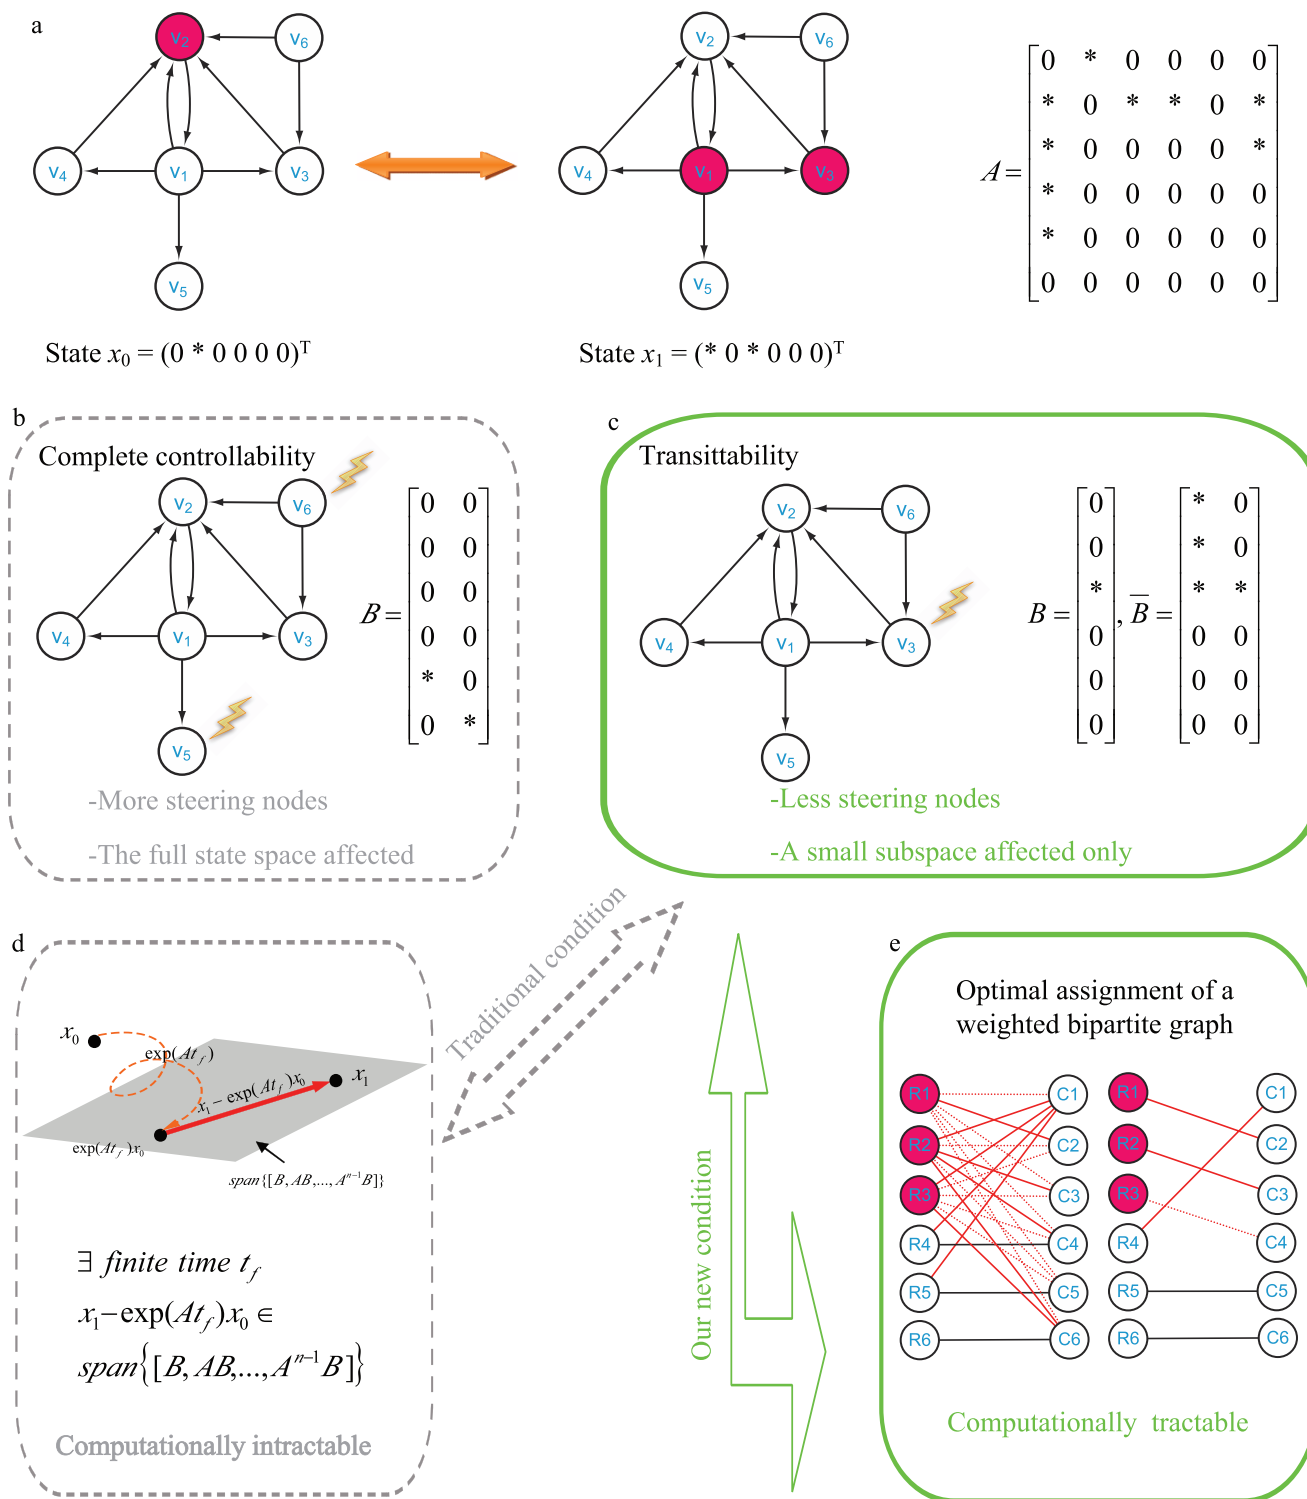 a
v2
v6
v4
v1
v3
v5
State x0 = (0 * 0 0 0 0)T
v2
v6
v4
v1
v3
v5
State x1 = (* 0 * 0 0 0)T
A =
0 * 0 0 0 0
* 0 * * 0 *
* 0 0 0 0 *
* 0 0 0 0 0
* 0 0 0 0 0
0 0 0 0 0 0
b
Complete controllability
v2
v6
v4
v1
v3
v5
B =
0 0
0 0
0 0
0 0
* 0
0 *
-More steering nodes
-The full state space affected
c
Transittability
v2
v6
v4
v1
v3
v5
B =
0
0
*
0
0
0
, B̅ =
* 0
* 0
* *
0 0
0 0
0 0
-Less steering nodes
-A small subspace affected only
Traditional condition
Our new condition
d
x0
exp(Atf)
x1 − exp(Atf)x0
x1
exp(Atf)x0
span{[B, AB,..., Aⁿ⁻¹B]}
∃ finite time tf
x1−exp(Atf)x0 ∈
span{[B, AB,..., Aⁿ⁻¹B]}
Computationally intractable
e
Optimal assignment of a
weighted bipartite graph
R1 C1 R1 C1
R2 C2 R2 C2
R3 C3 R3 C3
R4 C4 R4 C4
R5 C5 R5 C5
R6 C6 R6 C6
Computationally tractable